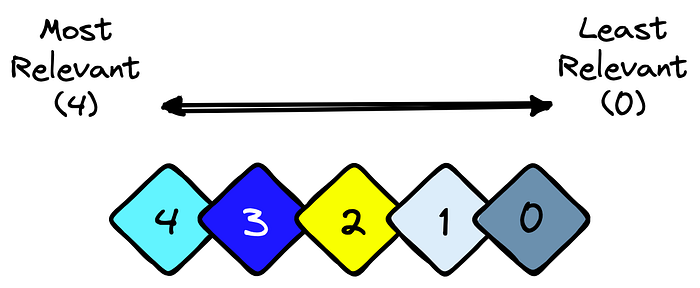 Most
Relevant
(4)
Least
Relevant
(0)
4 3 2 1 0